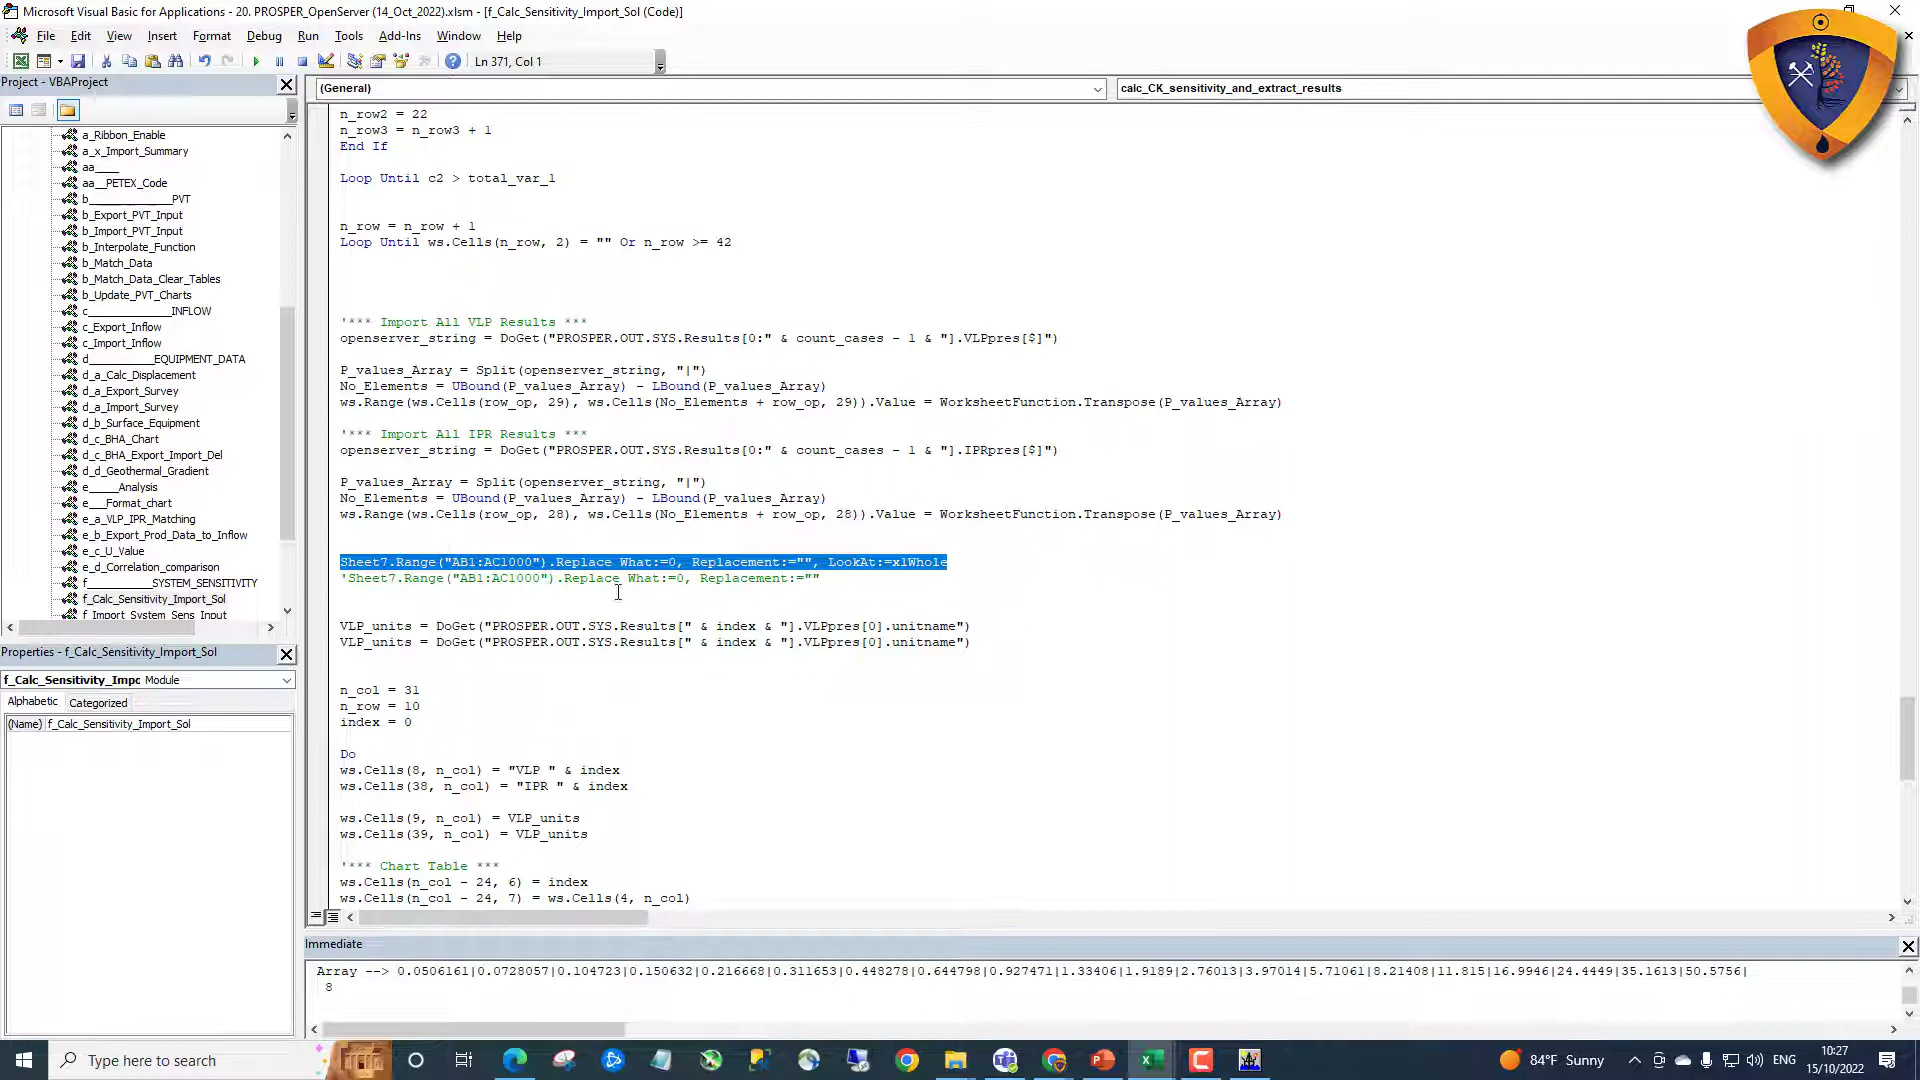 Microsoft Visual Basic for Applications - 20. PROSPER_OpenServer (14_Oct_2022).xlsm - [f_Calc_Sensitivity_Import_Sol (Code)]
File Edit View Insert Format Debug Run Tools Add-Ins Window Help
Ln 371, Col 1
Project - VBAProject
a_Ribbon_Enable
a_x_Import_Summary
aa____
aa__PETEX_Code
b______________PVT
b_Export_PVT_Input
b_Import_PVT_Input
b_Interpolate_Function
b_Match_Data
b_Match_Data_Clear_Tables
b_Update_PVT_Charts
c______________INFLOW
c_Export_Inflow
c_Import_Inflow
d___________EQUIPMENT_DATA
d_a_Calc_Displacement
d_a_Export_Survey
d_a_Import_Survey
d_b_Surface_Equipment
d_c_BHA_Chart
d_c_BHA_Export_Import_Del
d_d_Geothermal_Gradient
e_____Analysis
e___Format_chart
e_a_VLP_IPR_Matching
e_b_Export_Prod_Data_to_Inflow
e_c_U_Value
e_d_Correlation_comparison
f__________SYSTEM_SENSITIVITY
f_Calc_Sensitivity_Import_Sol
f_Import_System_Sens_Input
Properties - f_Calc_Sensitivity_Import_Sol
f_Calc_Sensitivity_Impo Module
Alphabetic Categorized
(Name) f_Calc_Sensitivity_Import_Sol
(General) calc_CK_sensitivity_and_extract_results
n_row2 = 22
n_row3 = n_row3 + 1
End If
Loop Until c2 > total_var_1
n_row = n_row + 1
Loop Until ws.Cells(n_row, 2) = "" Or n_row >= 42
'*** Import All VLP Results ***
openserver_string = DoGet("PROSPER.OUT.SYS.Results[0:" & count_cases - 1 & "].VLPpres[$]")
P_values_Array = Split(openserver_string, "|")
No_Elements = UBound(P_values_Array) - LBound(P_values_Array)
ws.Range(ws.Cells(row_op, 29), ws.Cells(No_Elements + row_op, 29)).Value = WorksheetFunction.Transpose(P_values_Array)
'*** Import All IPR Results ***
openserver_string = DoGet("PROSPER.OUT.SYS.Results[0:" & count_cases - 1 & "].IPRpres[$]")
P_values_Array = Split(openserver_string, "|")
No_Elements = UBound(P_values_Array) - LBound(P_values_Array)
ws.Range(ws.Cells(row_op, 28), ws.Cells(No_Elements + row_op, 28)).Value = WorksheetFunction.Transpose(P_values_Array)
Sheet7.Range("AB1:AC1000").Replace What:=0, Replacement:="", LookAt:=xlWhole
'Sheet7.Range("AB1:AC1000").Replace What:=0, Replacement:=""
VLP_units = DoGet("PROSPER.OUT.SYS.Results[" & index & "].VLPpres[0].unitname")
VLP_units = DoGet("PROSPER.OUT.SYS.Results[" & index & "].VLPpres[0].unitname")
n_col = 31
n_row = 10
index = 0
Do
ws.Cells(8, n_col) = "VLP " & index
ws.Cells(38, n_col) = "IPR " & index
ws.Cells(9, n_col) = VLP_units
ws.Cells(39, n_col) = VLP_units
'*** Chart Table ***
ws.Cells(n_col - 24, 6) = index
ws.Cells(n_col - 24, 7) = ws.Cells(4, n_col)
Immediate
Array --> 0.0506161|0.0728057|0.104723|0.150632|0.216668|0.311653|0.448278|0.644798|0.927471|1.33406|1.9189|2.76013|3.97014|5.71061|8.21408|11.815|16.9946|24.4449|35.1613|50.5756|
8
Type here to search
84°F Sunny
ENG
10:27
15/10/2022